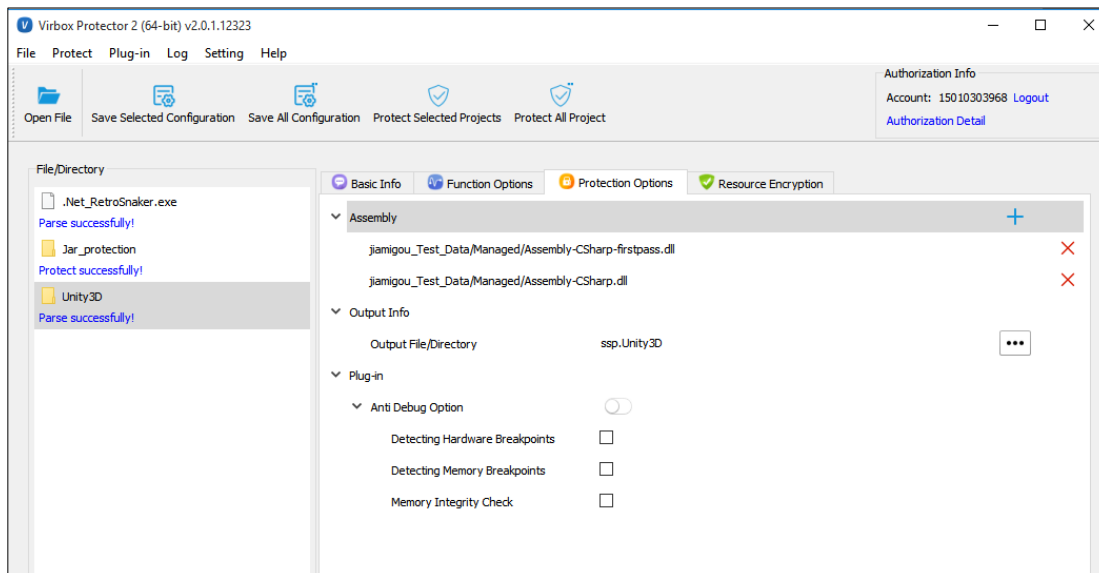 Virbox Protector 2 (64-bit) v2.0.1.12323
File Protect Plug-in Log Setting Help
Open File Save Selected Configuration Save All Configuration Protect Selected Projects Protect All Project
Authorization Info
Account: 15010303968 Logout
Authorization Detail
File/Directory
.Net_RetroSnaker.exe
Parse successfully!
Jar_protection
Protect successfully!
Unity3D
Parse successfully!
Basic Info Function Options Protection Options Resource Encryption
Assembly
jiamigou_Test_Data/Managed/Assembly-CSharp-firstpass.dll
jiamigou_Test_Data/Managed/Assembly-CSharp.dll
Output Info
Output File/Directory ssp.Unity3D
Plug-in
Anti Debug Option
Detecting Hardware Breakpoints
Detecting Memory Breakpoints
Memory Integrity Check